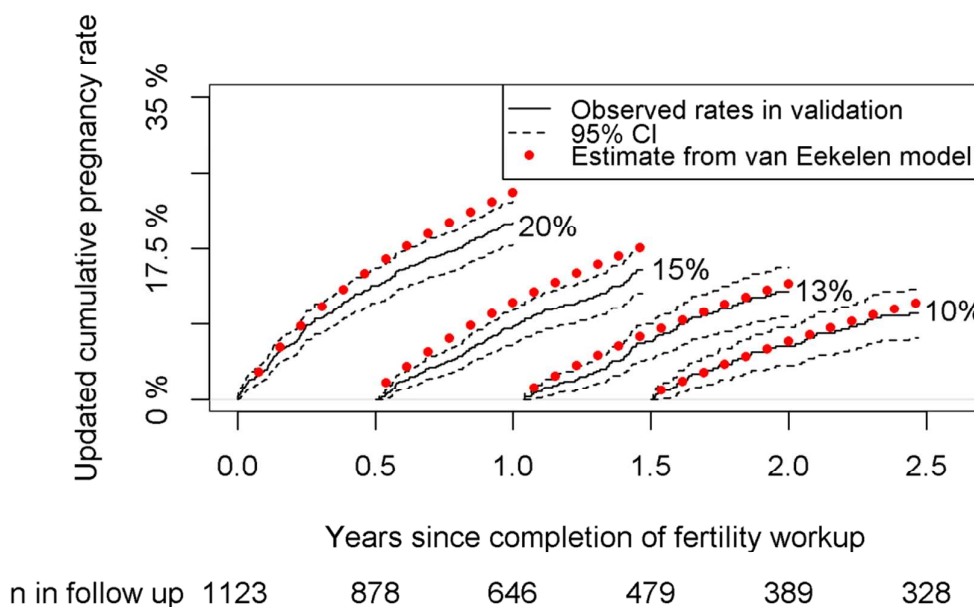 Updated cumulative pregnancy rate
35 %
17.5 %
0 %
Observed rates in validation
95% CI
Estimate from van Eekelen model
20%
15%
13%
10%
0.0 0.5 1.0 1.5 2.0 2.5
Years since completion of fertility workup
n in follow up 1123 878 646 479 389 328